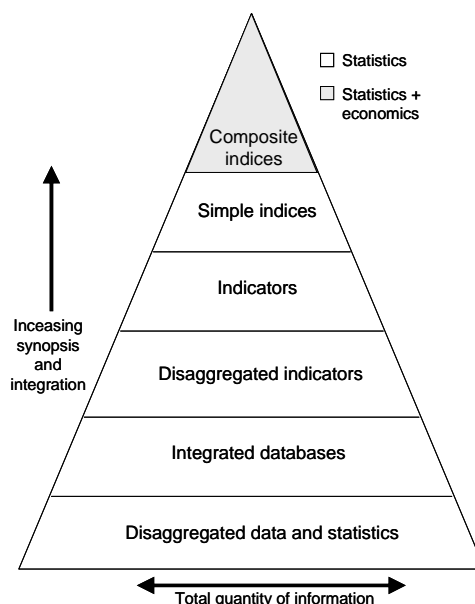 Statistics
Statistics +
economics
Composite
indices
Simple indices
Indicators
Inceasing
synopsis
and
integration
Disaggregated indicators
Integrated databases
Disaggregated data and statistics
Total quantity of information